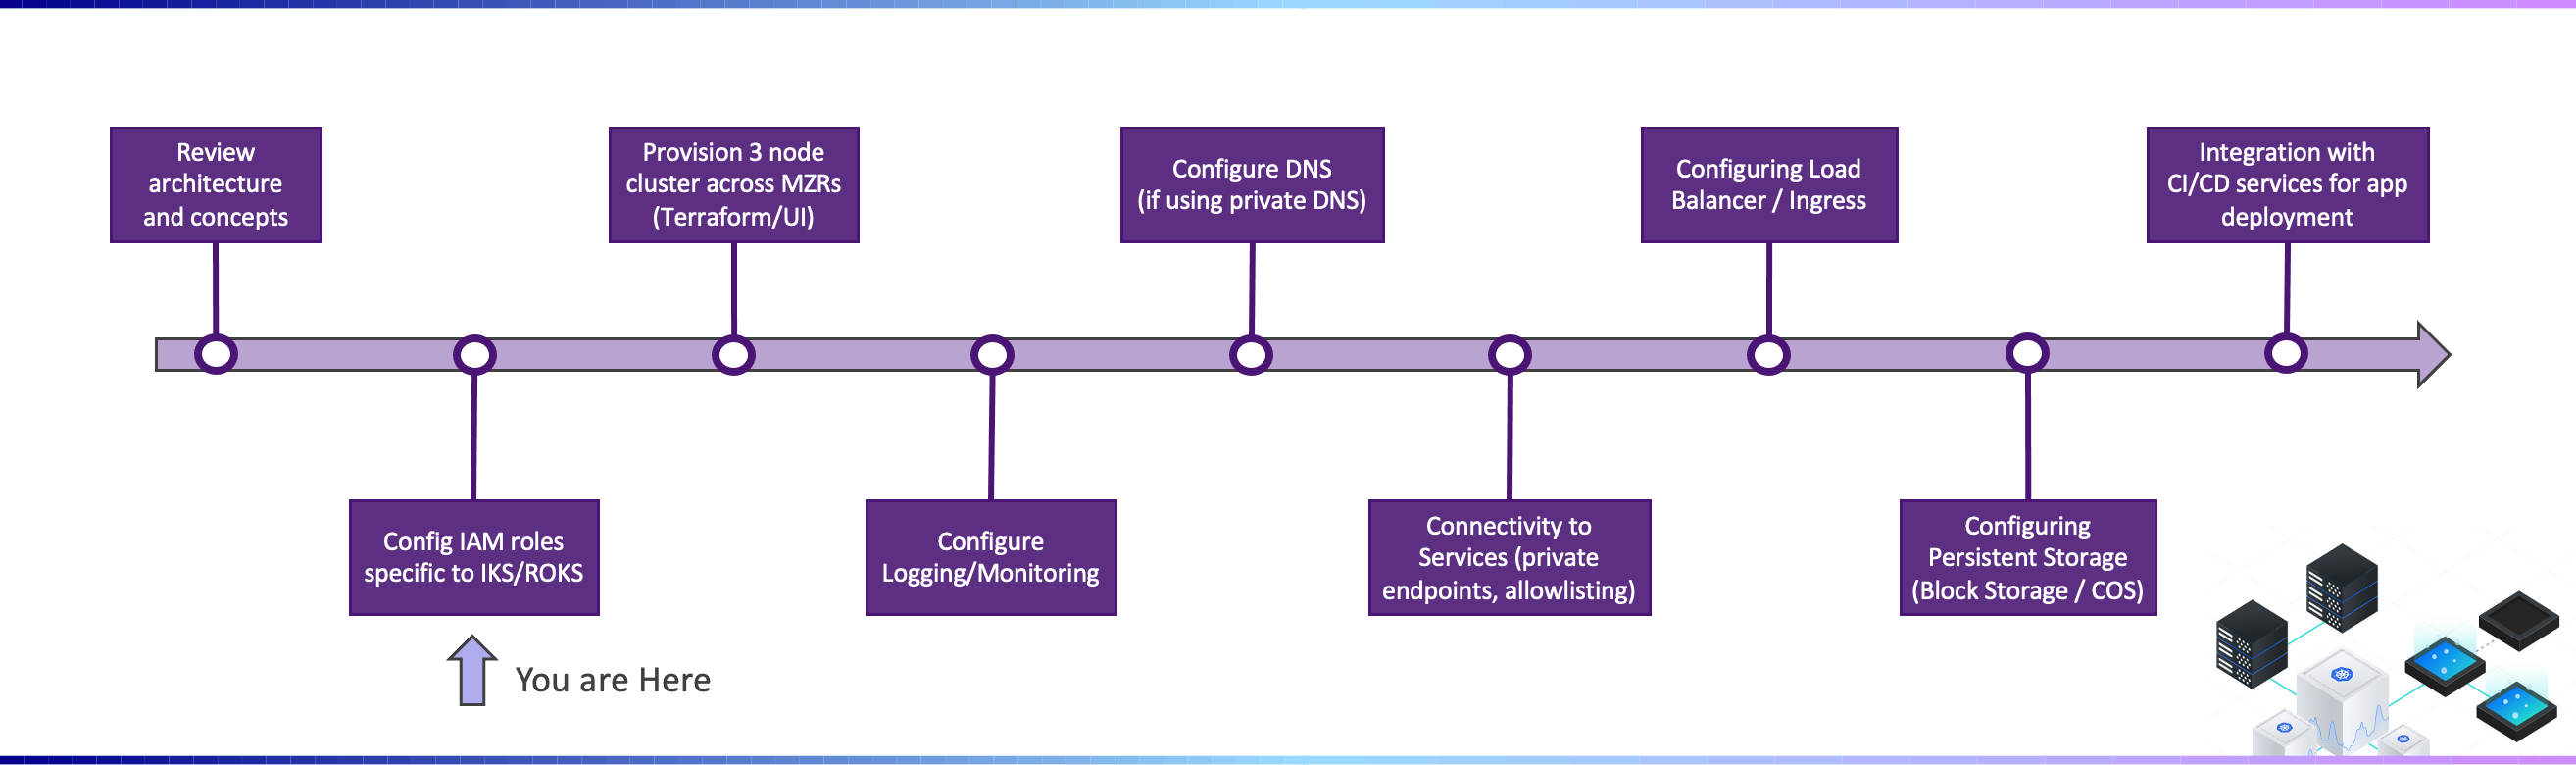 Review
architecture
and concepts
Config IAM roles
specific to IKS/ROKS
Provision 3 node
cluster across MZRs
(Terraform/UI)
Configure
Logging/Monitoring
Configure DNS
(if using private DNS)
Connectivity to
Services (private
endpoints, allowlisting)
Configuring Load
Balancer / Ingress
Configuring
Persistent Storage
(Block Storage / COS)
Integration with
CI/CD services for app
deployment
You are Here